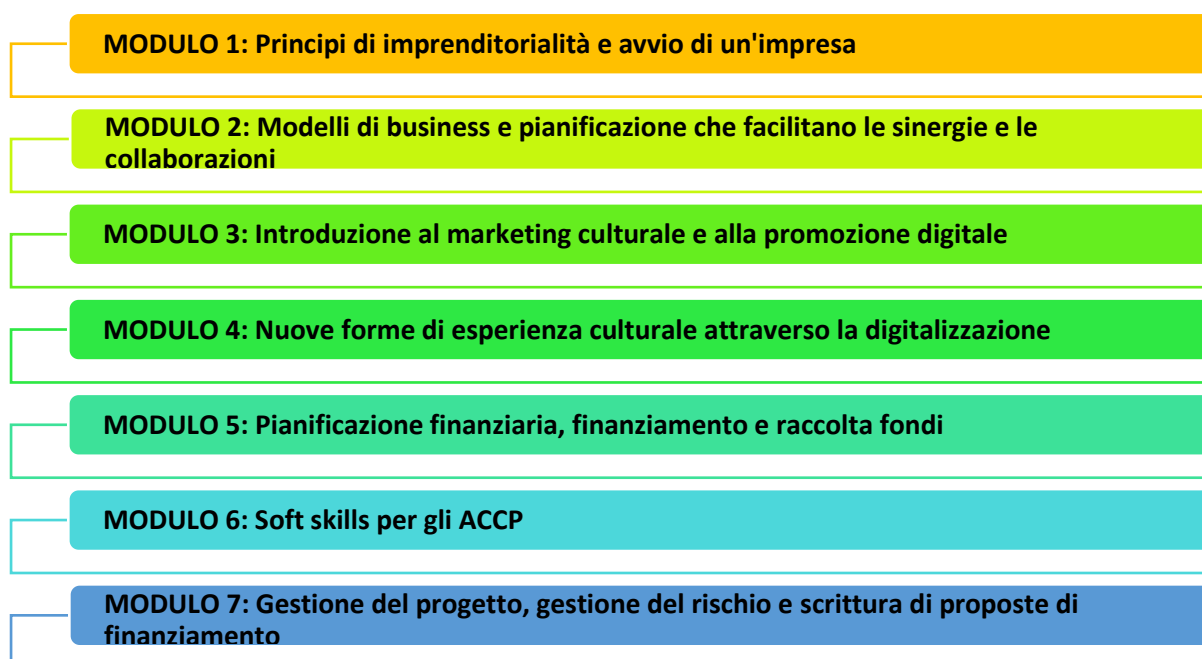 MODULO 1: Principi di imprenditorialità e avvio di un'impresa
MODULO 2: Modelli di business e pianificazione che facilitano le sinergie e le
collaborazioni
MODULO 3: Introduzione al marketing culturale e alla promozione digitale
MODULO 4: Nuove forme di esperienza culturale attraverso la digitalizzazione
MODULO 5: Pianificazione finanziaria, finanziamento e raccolta fondi
MODULO 6: Soft skills per gli ACCP
MODULO 7: Gestione del progetto, gestione del rischio e scrittura di proposte di
finanziamento